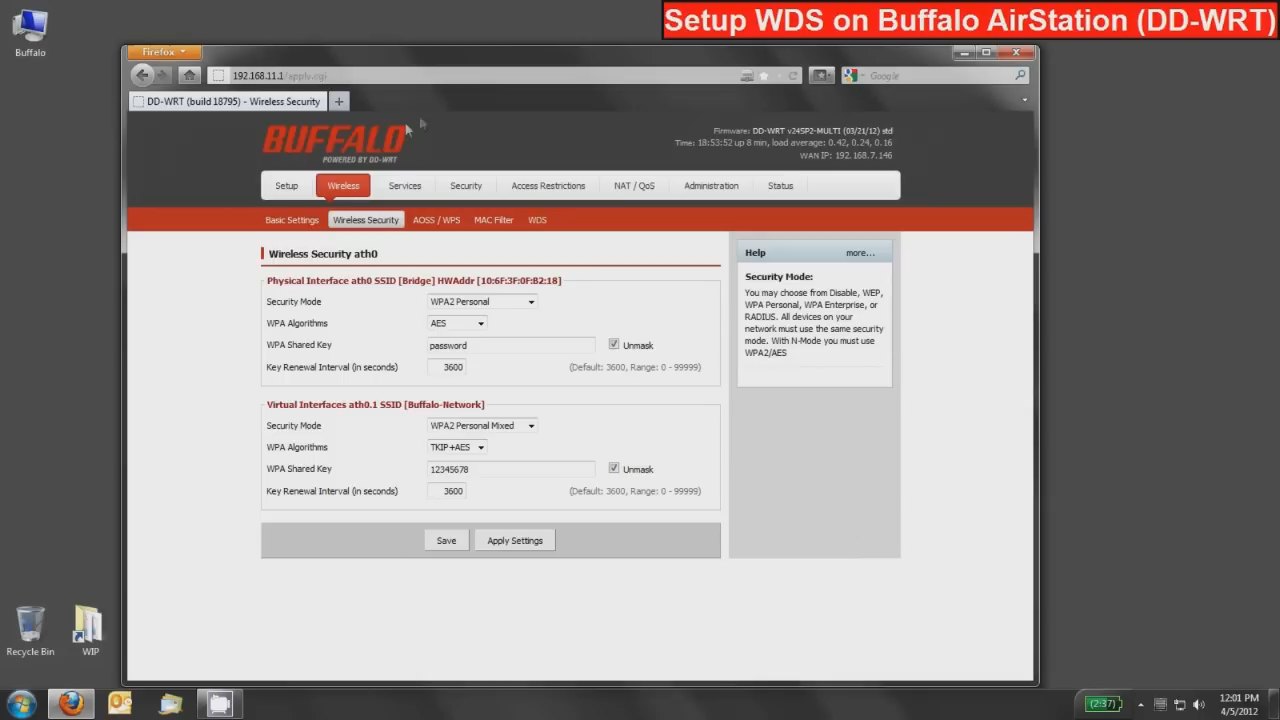 Setup WDS on Buffalo AirStation (DD-WRT)
Buffalo
Firefox
192.168.11.1/apply.cgi
Google
DD-WRT (build 18795) - Wireless Security
BUFFALO
POWERED BY DD-WRT
Firmware: DD-WRT v24SP2-MULTI (03/21/12) std
Time: 18:53:52 up 8 min, load average: 0.42, 0.24, 0.16
WAN IP: 192.168.7.146
Setup Wireless Services Security Access Restrictions NAT / QoS Administration Status
Basic Settings Wireless Security AOSS / WPS MAC Filter WDS
Wireless Security ath0
Physical Interface ath0 SSID [Bridge] HWAddr [10:6F:3F:0F:B2:18]
Security Mode WPA2 Personal
WPA Algorithms AES
WPA Shared Key password Unmask
Key Renewal Interval (in seconds) 3600 (Default: 3600, Range: 0 - 99999)
Virtual Interfaces ath0.1 SSID [Buffalo-Network]
Security Mode WPA2 Personal Mixed
WPA Algorithms TKIP+AES
WPA Shared Key 12345678 Unmask
Key Renewal Interval (in seconds) 3600 (Default: 3600, Range: 0 - 99999)
Save Apply Settings
Help more...
Security Mode:
You may choose from Disable, WEP,
WPA Personal, WPA Enterprise, or
RADIUS. All devices on your
network must use the same security
mode. With N-Mode you must use
WPA2/AES
Recycle Bin
WIP
(2:37)
12:01 PM
4/5/2012